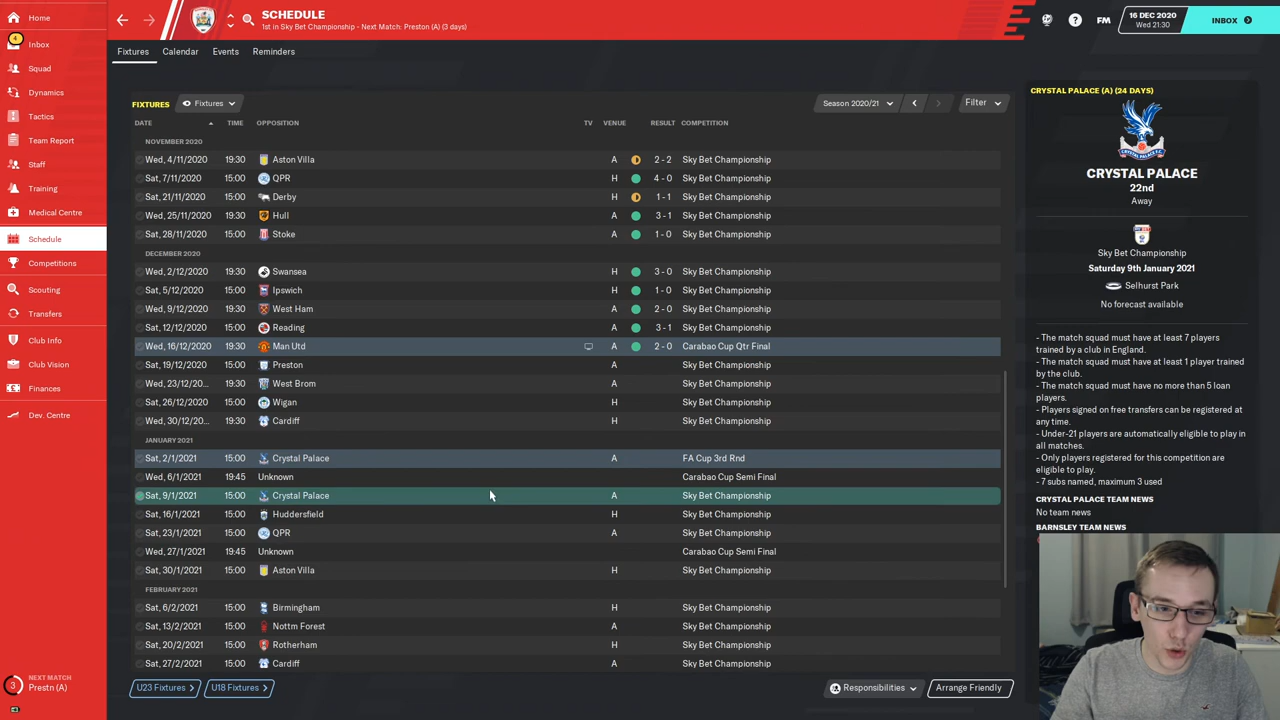 Home
4
Inbox
Squad
Dynamics
Tactics
Team Report
Staff
Training
Medical Centre
Schedule
Competitions
Scouting
Transfers
Club Info
Club Vision
Finances
Dev. Centre
3
NEXT MATCH
Prestn (A)
SCHEDULE
1st in Sky Bet Championship - Next Match: Preston (A) (3 days)
?
FM
16 DEC 2020
Wed 21:30
INBOX
Fixtures
Calendar
Events
Reminders
FIXTURES
Fixtures
Season 2020/21
Filter
DATE TIME OPPOSITION TV VENUE RESULT COMPETITION
NOVEMBER 2020
Wed, 4/11/2020 19:30 Aston Villa A 2 - 2 Sky Bet Championship
Sat, 7/11/2020 15:00 QPR H 4 - 0 Sky Bet Championship
Sat, 21/11/2020 15:00 Derby H 1 - 1 Sky Bet Championship
Wed, 25/11/2020 19:30 Hull A 3 - 1 Sky Bet Championship
Sat, 28/11/2020 15:00 Stoke A 1 - 0 Sky Bet Championship
DECEMBER 2020
Wed, 2/12/2020 19:30 Swansea H 3 - 0 Sky Bet Championship
Sat, 5/12/2020 15:00 Ipswich H 1 - 0 Sky Bet Championship
Wed, 9/12/2020 19:30 West Ham A 2 - 0 Sky Bet Championship
Sat, 12/12/2020 15:00 Reading A 3 - 1 Sky Bet Championship
Wed, 16/12/2020 19:30 Man Utd A 2 - 0 Carabao Cup Qtr Final
Sat, 19/12/2020 15:00 Preston A Sky Bet Championship
Wed, 23/12/20... 19:30 West Brom A Sky Bet Championship
Sat, 26/12/2020 15:00 Wigan H Sky Bet Championship
Wed, 30/12/20... 19:30 Cardiff H Sky Bet Championship
JANUARY 2021
Sat, 2/1/2021 15:00 Crystal Palace A FA Cup 3rd Rnd
Wed, 6/1/2021 19:45 Unknown Carabao Cup Semi Final
Sat, 9/1/2021 15:00 Crystal Palace A Sky Bet Championship
Sat, 16/1/2021 15:00 Huddersfield H Sky Bet Championship
Sat, 23/1/2021 15:00 QPR A Sky Bet Championship
Wed, 27/1/2021 19:45 Unknown Carabao Cup Semi Final
Sat, 30/1/2021 15:00 Aston Villa H Sky Bet Championship
FEBRUARY 2021
Sat, 6/2/2021 15:00 Birmingham H Sky Bet Championship
Sat, 13/2/2021 15:00 Nottm Forest A Sky Bet Championship
Sat, 20/2/2021 15:00 Rotherham H Sky Bet Championship
Sat, 27/2/2021 15:00 Cardiff A Sky Bet Championship
U23 Fixtures
U18 Fixtures
Responsibilities
Arrange Friendly
CRYSTAL PALACE (A) (24 DAYS)
CRYSTAL PALACE
22nd
Away
Sky Bet Championship
Saturday 9th January 2021
Selhurst Park
No forecast available
- The match squad must have at least 7 players
trained by a club in England.
- The match squad must have at least 1 player trained
by the club.
- The match squad must have no more than 5 loan
players.
- Players signed on free transfers can be registered at
any time.
- Under-21 players are automatically eligible to play in
all matches.
- Only players registered for this competition are
eligible to play.
- 7 subs named, maximum 3 used
CRYSTAL PALACE TEAM NEWS
No team news
BARNSLEY TEAM NEWS